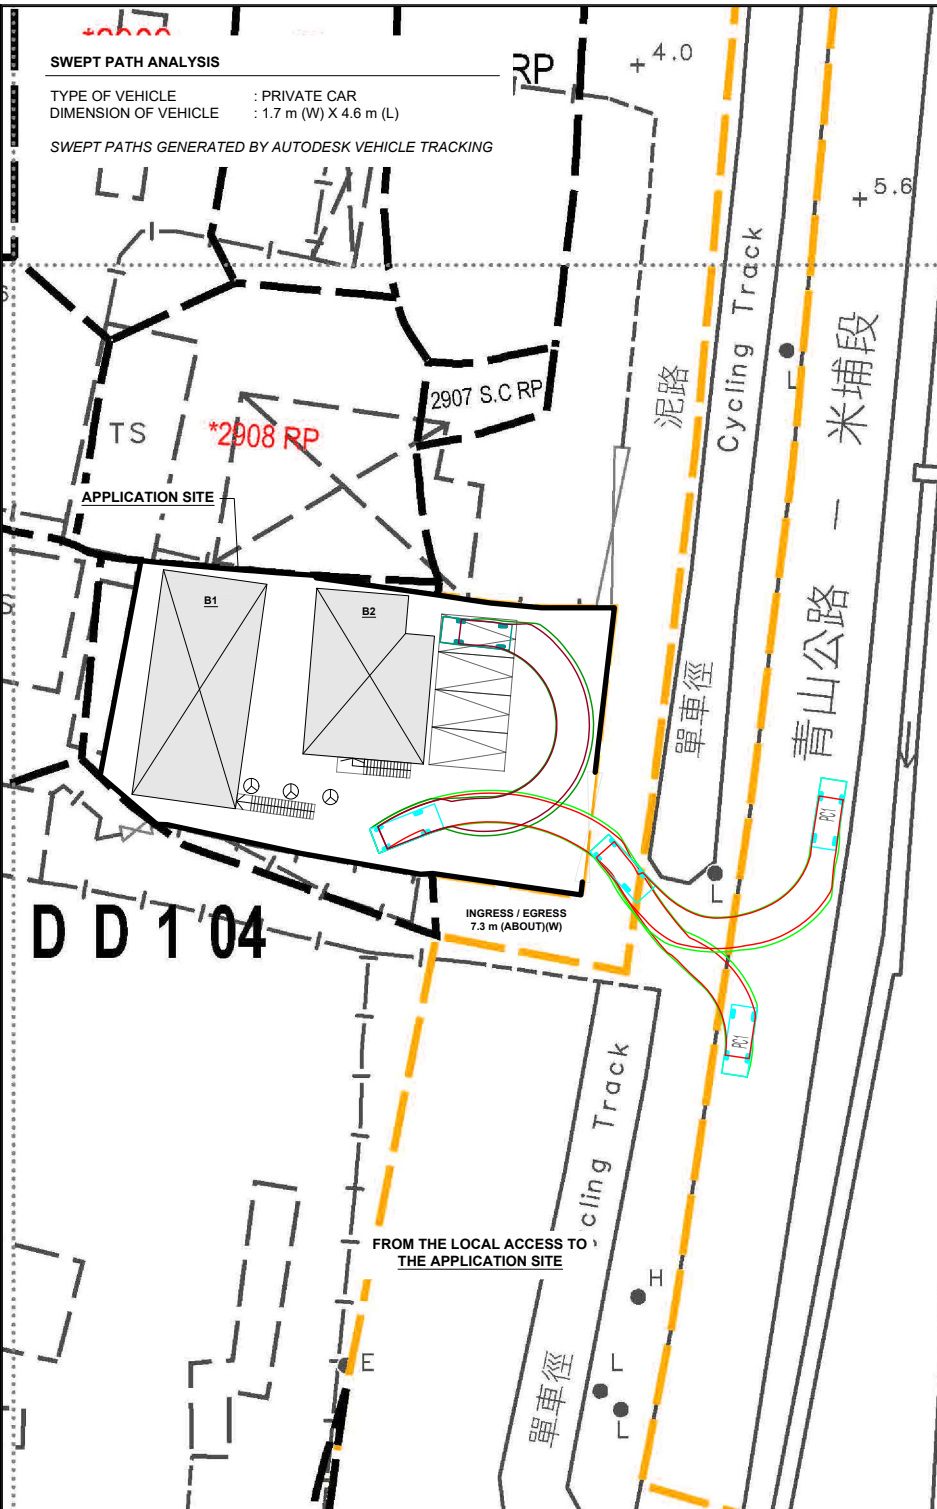 SWEPT PATH ANALYSIS
TYPE OF VEHICLE : PRIVATE CAR
DIMENSION OF VEHICLE : 1.7 m (W) X 4.6 m (L)
SWEPT PATHS GENERATED BY AUTODESK VEHICLE TRACKING
RP
+ 4.0
+ 5.6
Cycling Track
泥路
青山公路 — 米埔段
2907 S.C RP
TS
*2908 RP
APPLICATION SITE
B1
B2
單車徑
L
PC1
L
INGRESS / EGRESS
7.3 m (ABOUT)(W)
D D 1 04
PC1
cling Track
FROM THE LOCAL ACCESS TO
THE APPLICATION SITE
H
E
單車徑
L
L